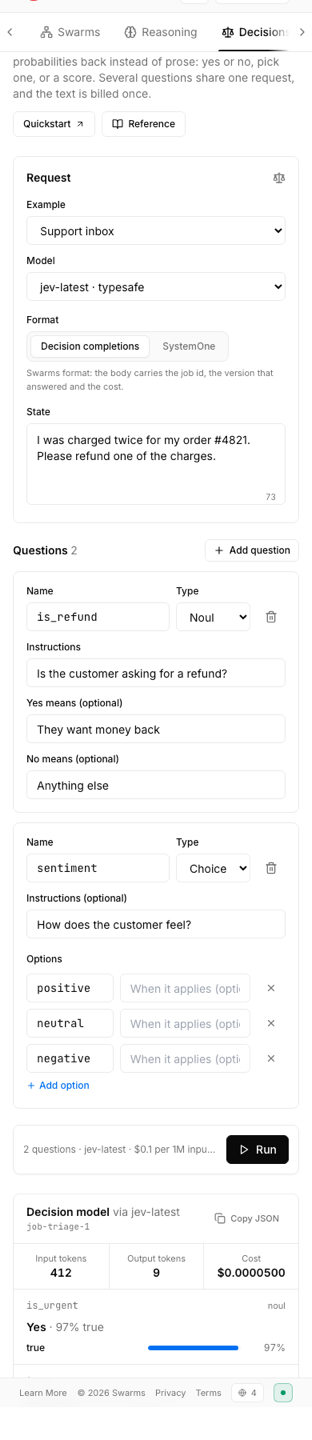 Swarms
Reasoning
Decisions
probabilities back instead of prose: yes or no, pick
one, or a score. Several questions share one request,
and the text is billed once.
Quickstart ↗
Reference
Request
Example
Support inbox
Model
jev-latest · typesafe
Format
Decision completions
SystemOne
Swarms format: the body carries the job id, the version that
answered and the cost.
State
I was charged twice for my order #4821.
Please refund one of the charges.
73
Questions 2
+ Add question
Name
Type
is_refund
Noul
Instructions
Is the customer asking for a refund?
Yes means (optional)
They want money back
No means (optional)
Anything else
Name
Type
sentiment
Choice
Instructions (optional)
How does the customer feel?
Options
positive
When it applies (optio
neutral
When it applies (optio
negative
When it applies (optio
+ Add option
2 questions · jev-latest · $0.1 per 1M inpu...
Run
Decision model via jev-latest
job-triage-1
Copy JSON
Input tokens
412
Output tokens
9
Cost
$0.0000500
is_urgent
noul
Yes · 97% true
true
97%
Learn More
© 2026 Swarms
Privacy
Terms
4